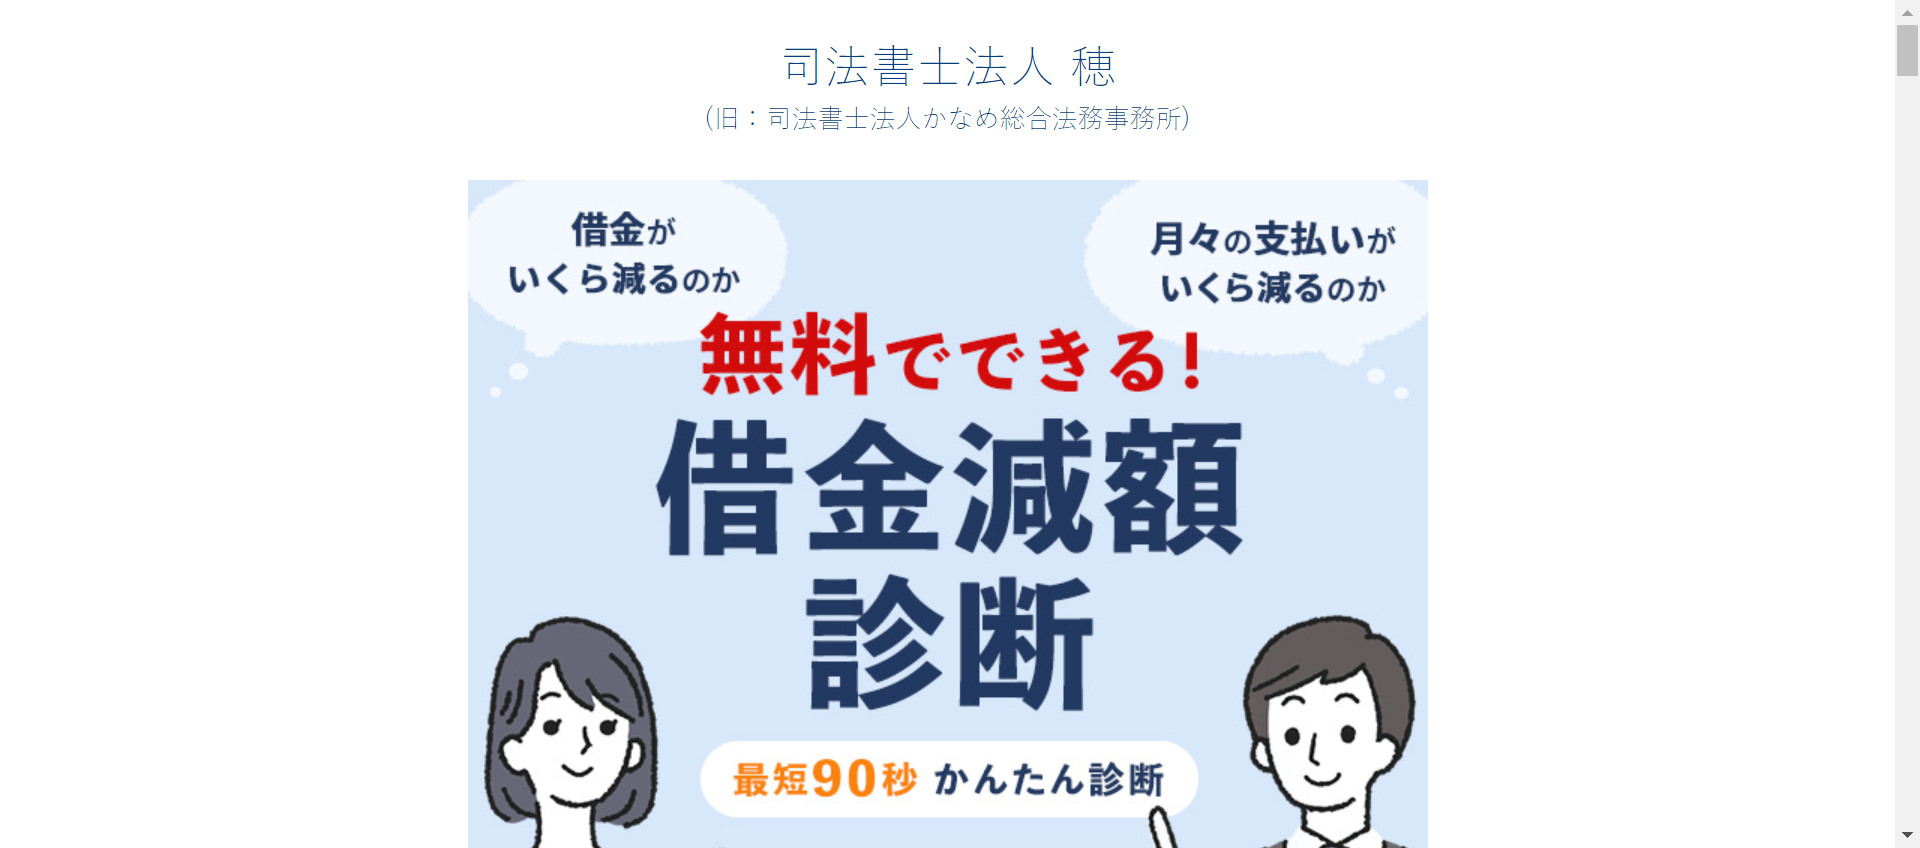 司法書士法人 穂
(旧：司法書士法人かなめ総合法務事務所)
借金が
いくら減るのか
月々の支払いが
いくら減るのか
無料でできる!
借金減額
診断
最短90秒 かんたん診断